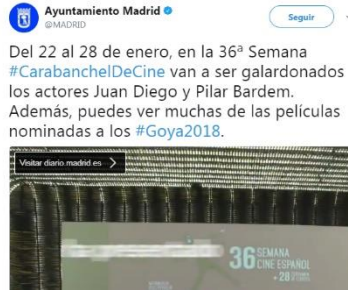 Ayuntamiento Madrid
@MADRID
Seguir
Del 22 al 28 de enero, en la 36ª Semana
#CarabanchelDeCine van a ser galardonados
los actores Juan Diego y Pilar Bardem.
Además, puedes ver muchas de las películas
nominadas a los #Goya2018.
Visitar diario.madrid.es
36 SEMANA
CINE ESPAÑOL
28